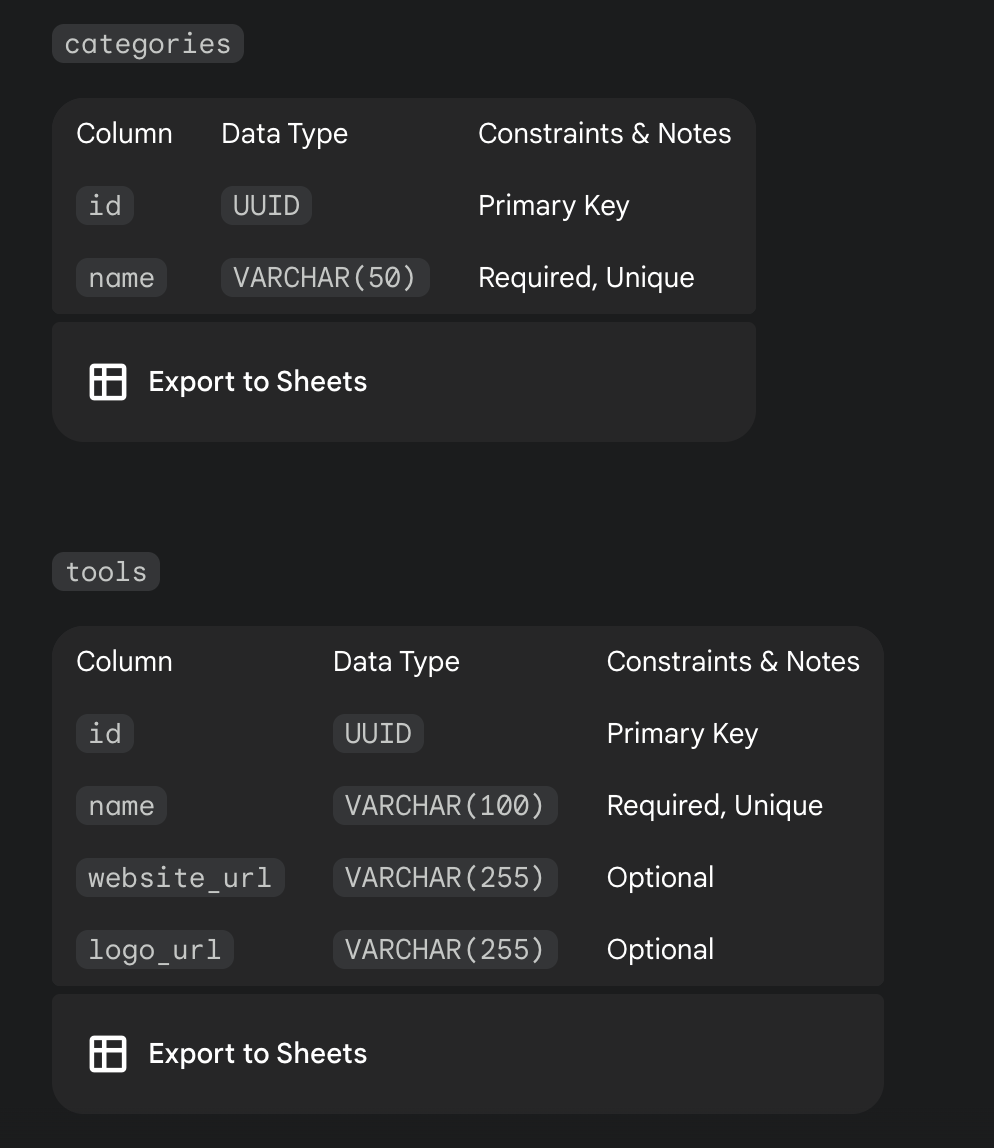 categories
Column Data Type Constraints & Notes
id UUID Primary Key
name VARCHAR(50) Required, Unique
Export to Sheets
tools
Column Data Type Constraints & Notes
id UUID Primary Key
name VARCHAR(100) Required, Unique
website_url VARCHAR(255) Optional
logo_url VARCHAR(255) Optional
Export to Sheets